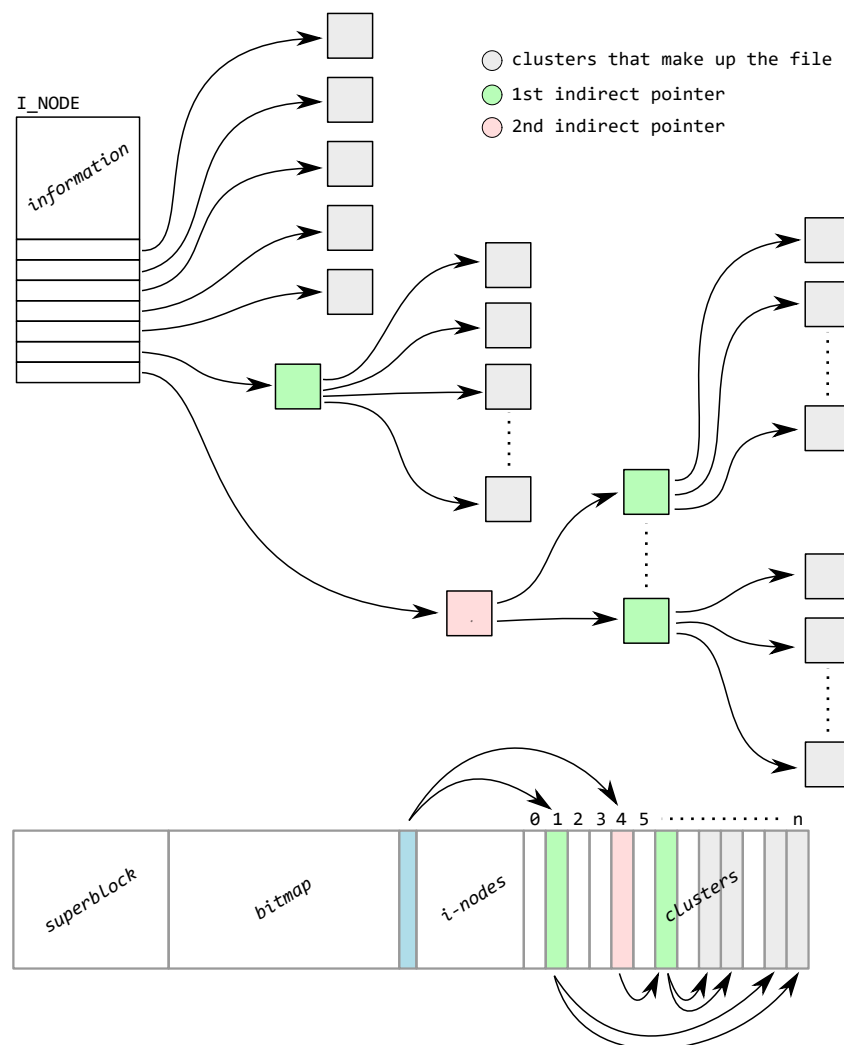 clusters that make up the file
1st indirect pointer
2nd indirect pointer
I_NODE
information
0 1 2 3 4 5 n
superblock
bitmap
i-nodes
clusters